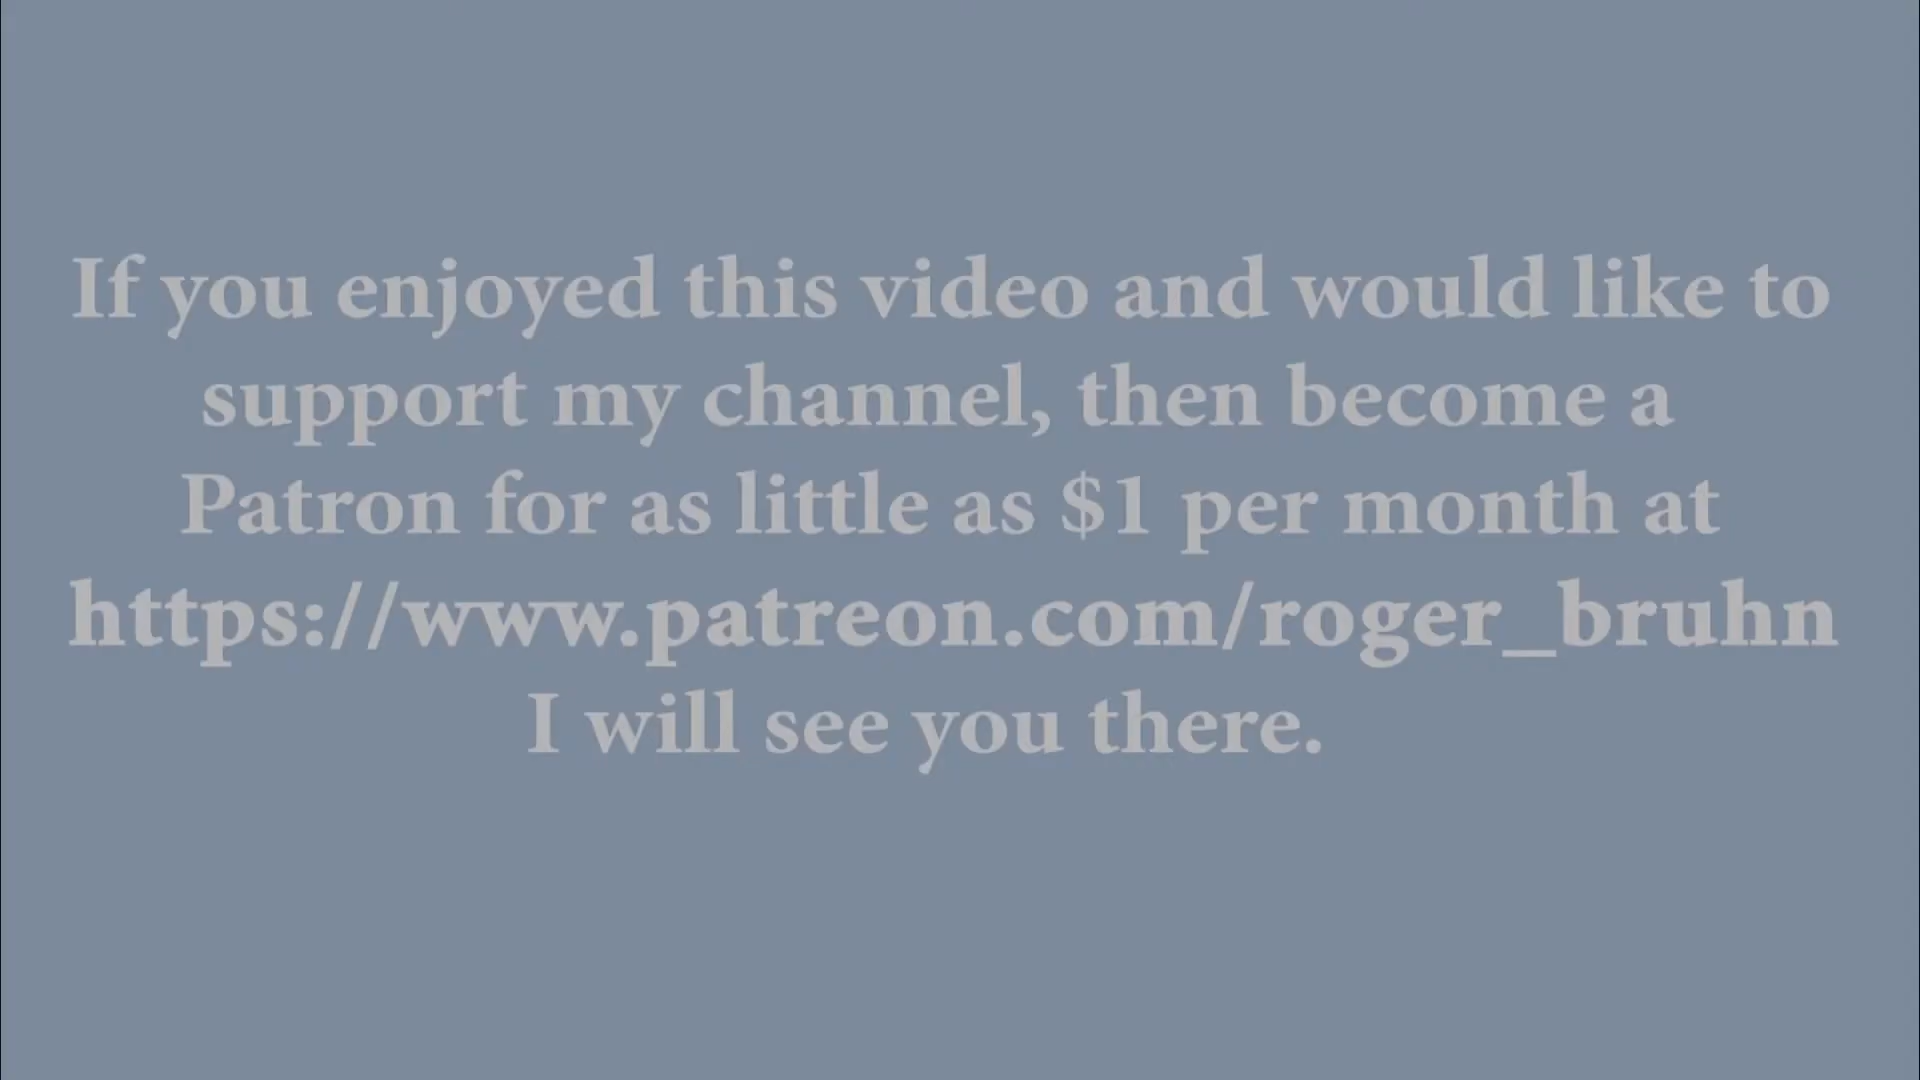 If you enjoyed this video and would like to
support my channel, then become a
Patron for as little as $1 per month at
https://www.patreon.com/roger_bruhn
I will see you there.